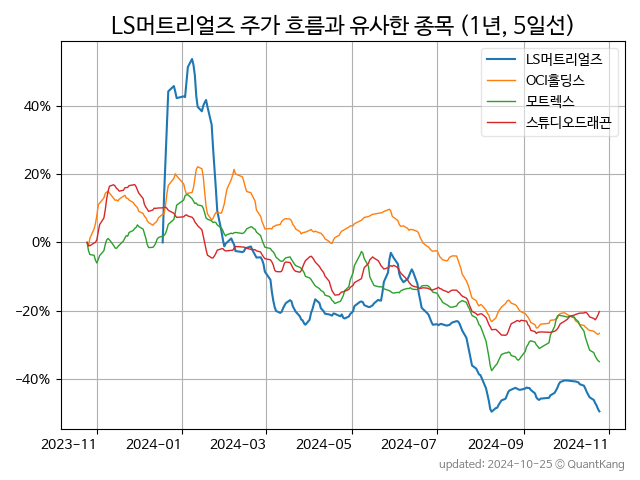 LS머트리얼즈 주가 흐름과 유사한 종목 (1년, 5일선)
LS머트리얼즈
OCI홀딩스
모트렉스
스튜디오드래곤
40%
20%
0%
−20%
−40%
2023-11 2024-01 2024-03 2024-05 2024-07 2024-09 2024-11
updated: 2024-10-25 © QuantKang